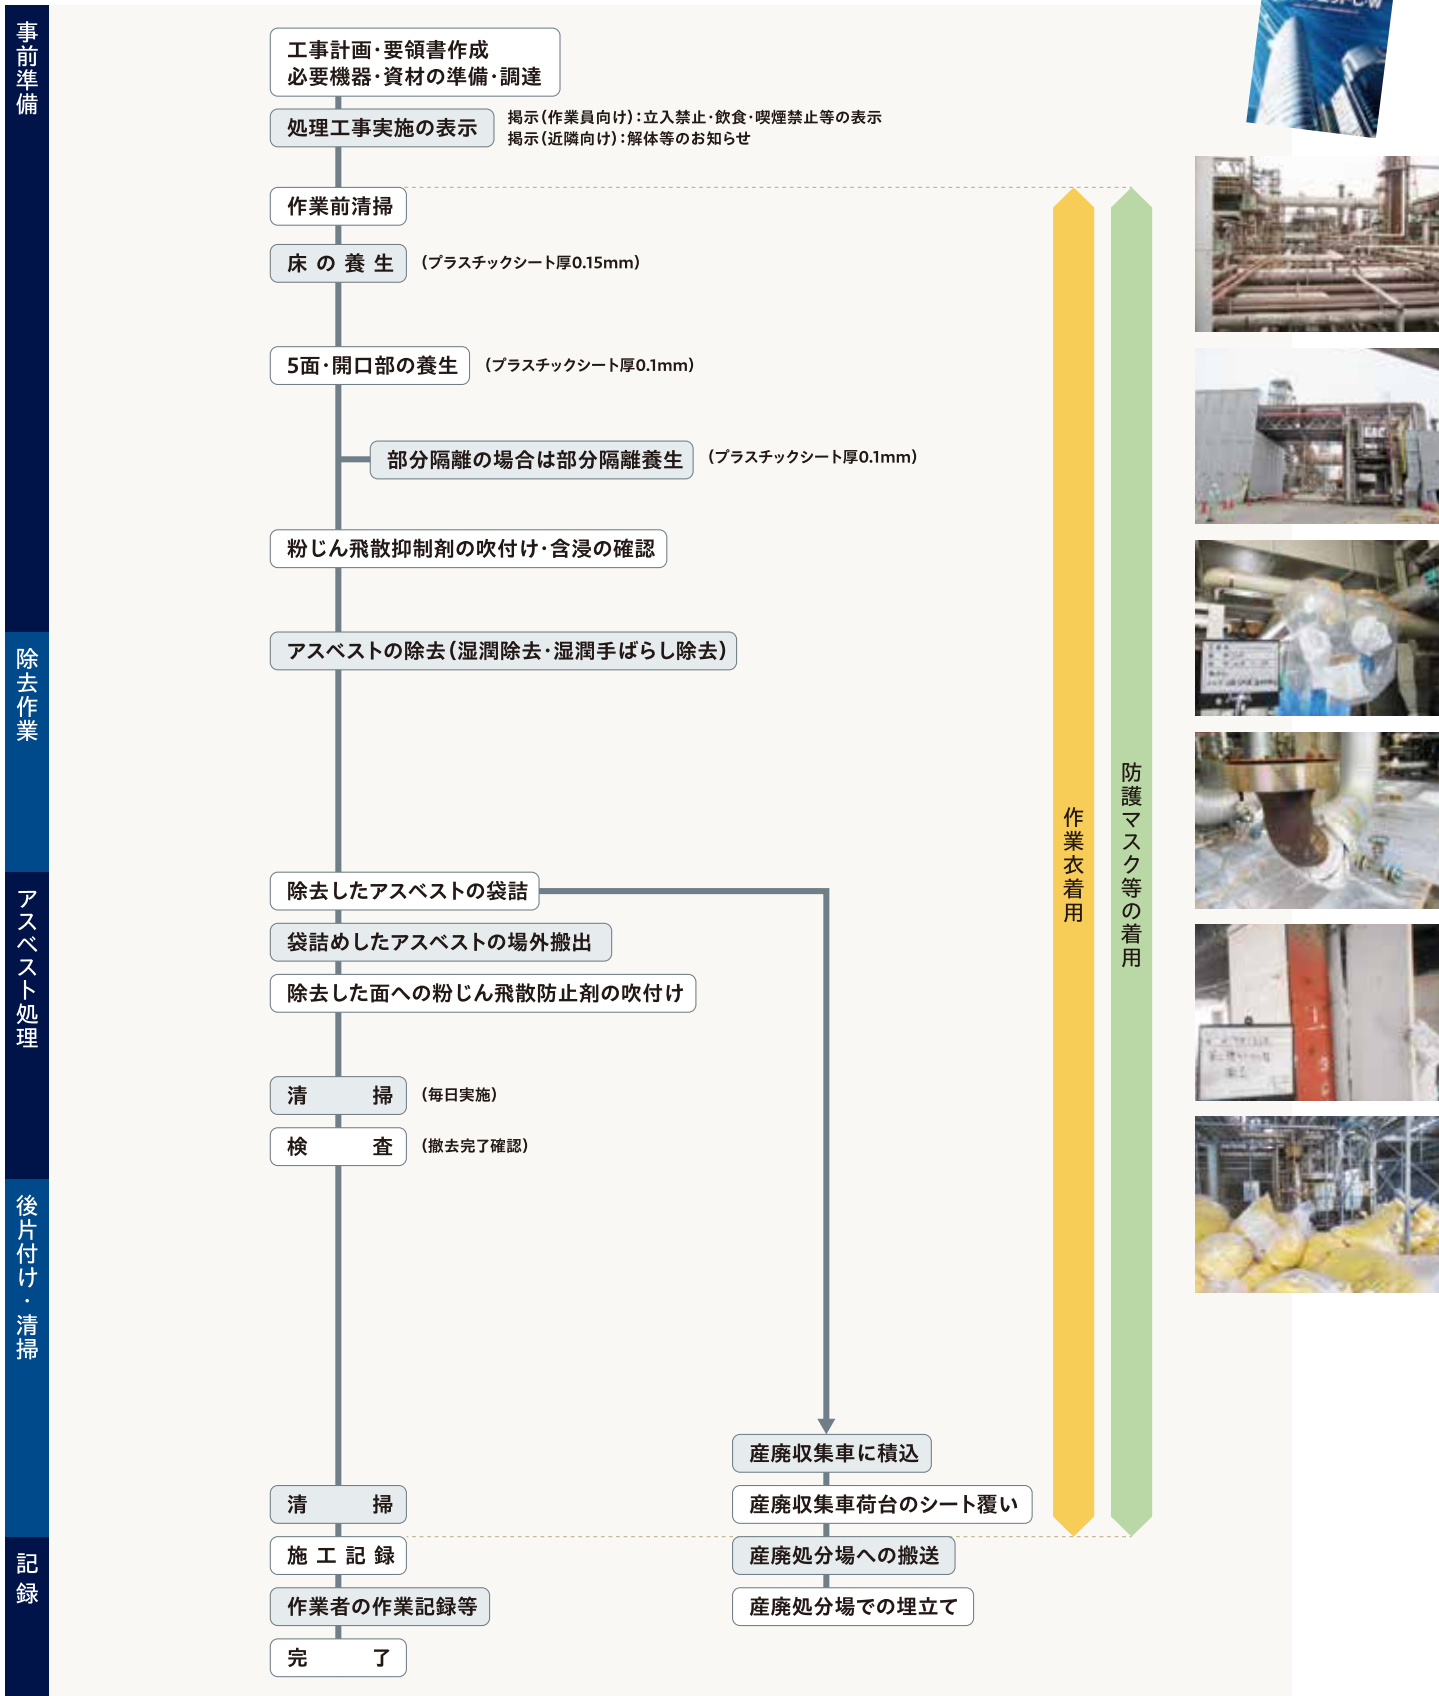 事前準備
工事計画・要領書作成
必要機器・資材の準備・調達
処理工事実施の表示
掲示(作業員向け):立入禁止・飲食・喫煙禁止等の表示
掲示(近隣向け):解体等のお知らせ
作業前清掃
床の養生
(プラスチックシート厚0.15mm)
5面・開口部の養生
(プラスチックシート厚0.1mm)
部分隔離の場合は部分隔離養生
(プラスチックシート厚0.1mm)
粉じん飛散抑制剤の吹付け・含浸の確認
除去作業
アスベストの除去(湿潤除去・湿潤手ばらし除去)
作業衣着用
防護マスク等の着用
アスベスト処理
除去したアスベストの袋詰
袋詰めしたアスベストの場外搬出
除去した面への粉じん飛散防止剤の吹付け
清掃
(毎日実施)
検査
(撤去完了確認)
後片付け・清掃
産廃収集車に積込
清掃
産廃収集車荷台のシート覆い
記録
施工記録
産廃処分場への搬送
作業者の作業記録等
産廃処分場での埋立て
完了